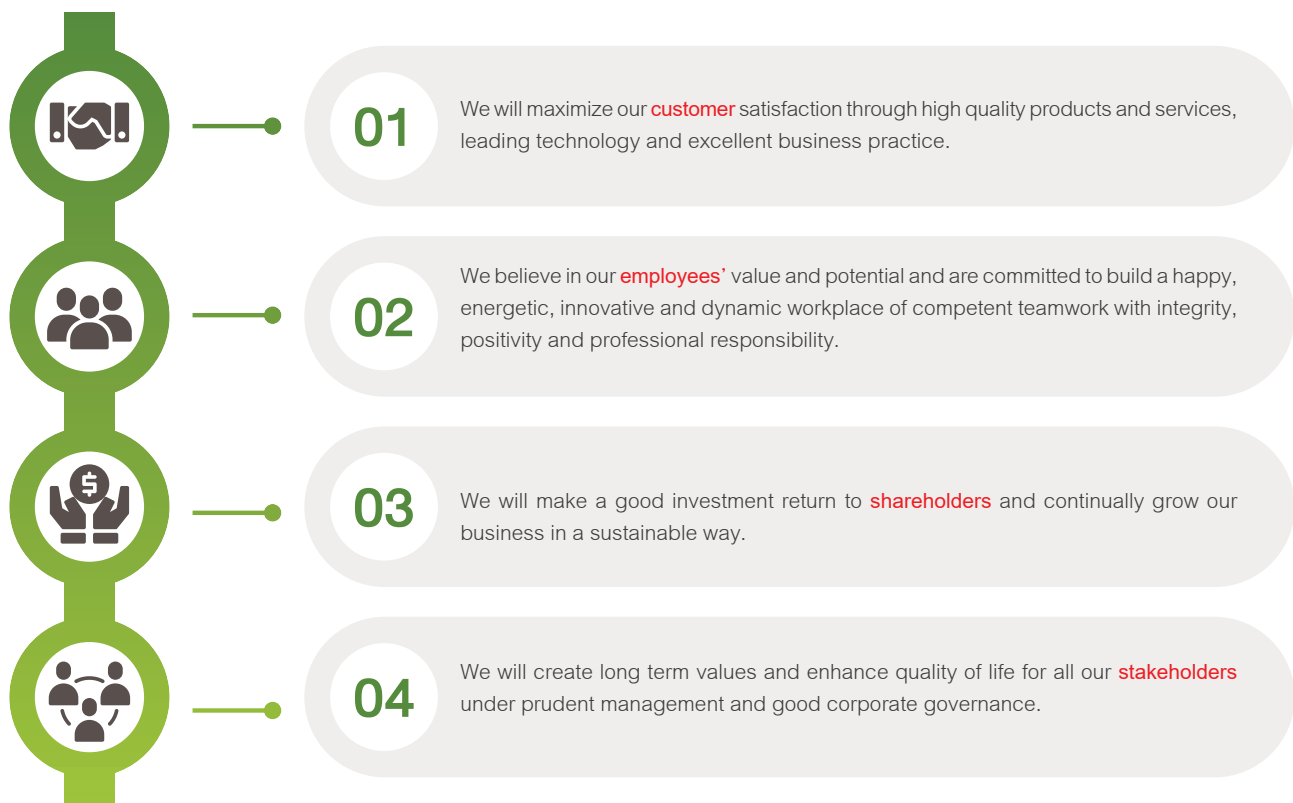 01
We will maximize our customer satisfaction through high quality products and services,
leading technology and excellent business practice.
02
We believe in our employees’ value and potential and are committed to build a happy,
energetic, innovative and dynamic workplace of competent teamwork with integrity,
positivity and professional responsibility.
03
We will make a good investment return to shareholders and continually grow our
business in a sustainable way.
04
We will create long term values and enhance quality of life for all our stakeholders
under prudent management and good corporate governance.